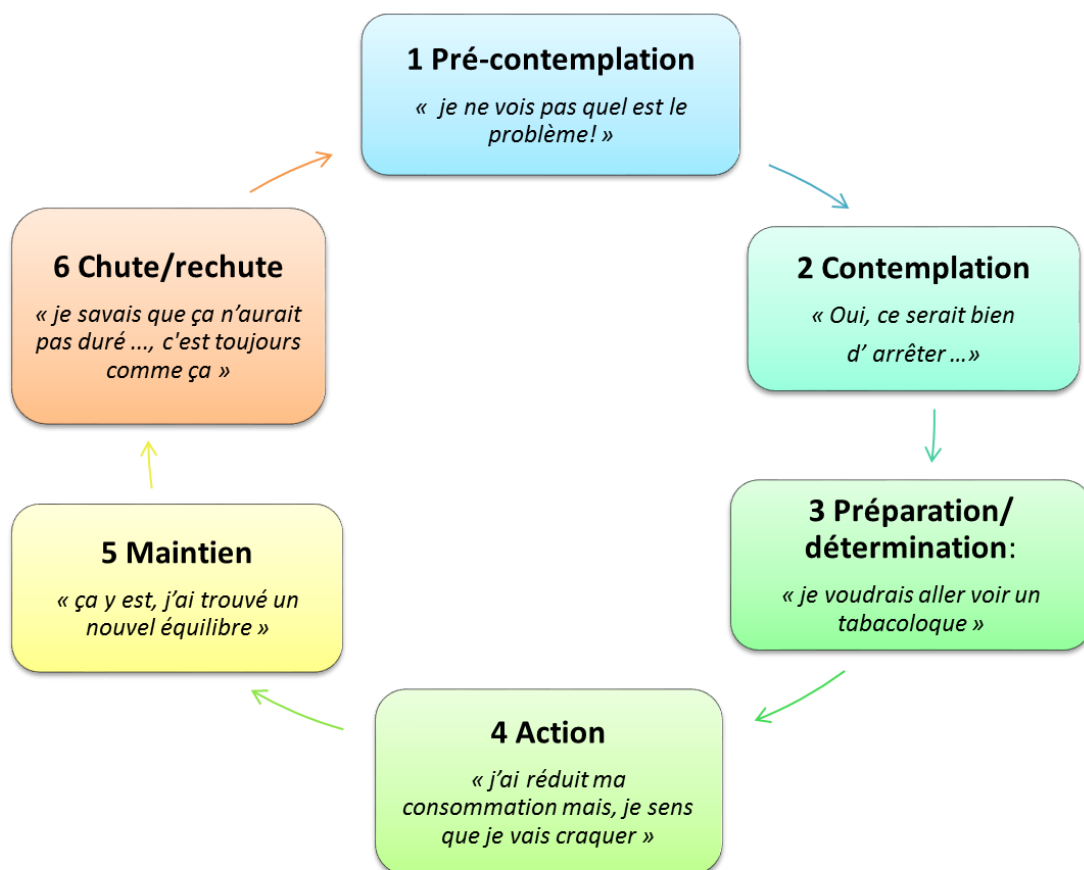 1 Pré-contemplation
« je ne vois pas quel est le
problème! »
2 Contemplation
« Oui, ce serait bien
d’ arrêter …»
3 Préparation/
détermination:
« je voudrais aller voir un
tabacoloque »
4 Action
« j’ai réduit ma
consommation mais, je sens
que je vais craquer »
5 Maintien
« ça y est, j’ai trouvé un
nouvel équilibre »
6 Chute/rechute
« je savais que ça n’aurait
pas duré ..., c'est toujours
comme ça »